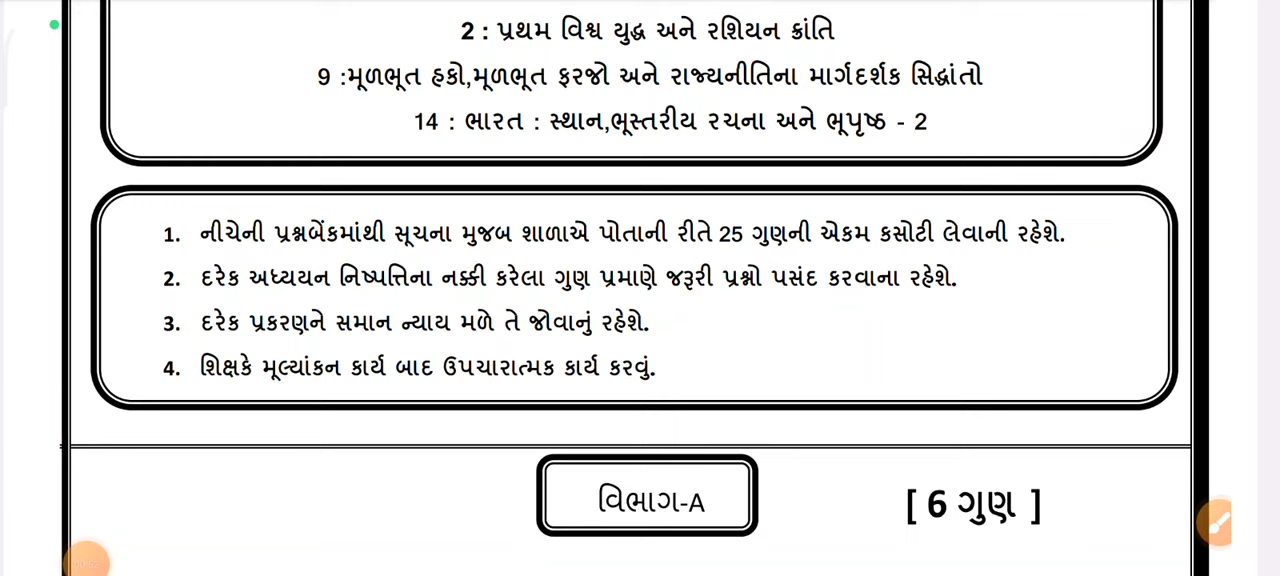 2 : પ્રથમ વિશ્વ યુદ્ધ અને રશિયન ક્રાંતિ
9 :મૂળભૂત હકો,મૂળભૂત ફરજો અને રાજ્યનીતિના માર્ગદર્શક સિદ્ધાંતો
14 : ભારત : સ્થાન,ભૂસ્તરીય રચના અને ભૂપૃષ્ઠ - 2
1. નીચેની પ્રશ્નબેંકમાંથી સૂચના મુજબ શાળાએ પોતાની રીતે 25 ગુણની એકમ કસોટી લેવાની રહેશે.
2. દરેક અધ્યયન નિષ્પત્તિના નક્કી કરેલા ગુણ પ્રમાણે જરૂરી પ્રશ્નો પસંદ કરવાના રહેશે.
3. દરેક પ્રકરણને સમાન ન્યાય મળે તે જોવાનું રહેશે.
4. શિક્ષકે મૂલ્યાંકન કાર્ય બાદ ઉપચારાત્મક કાર્ય કરવું.
વિભાગ-A [ 6 ગુણ ]